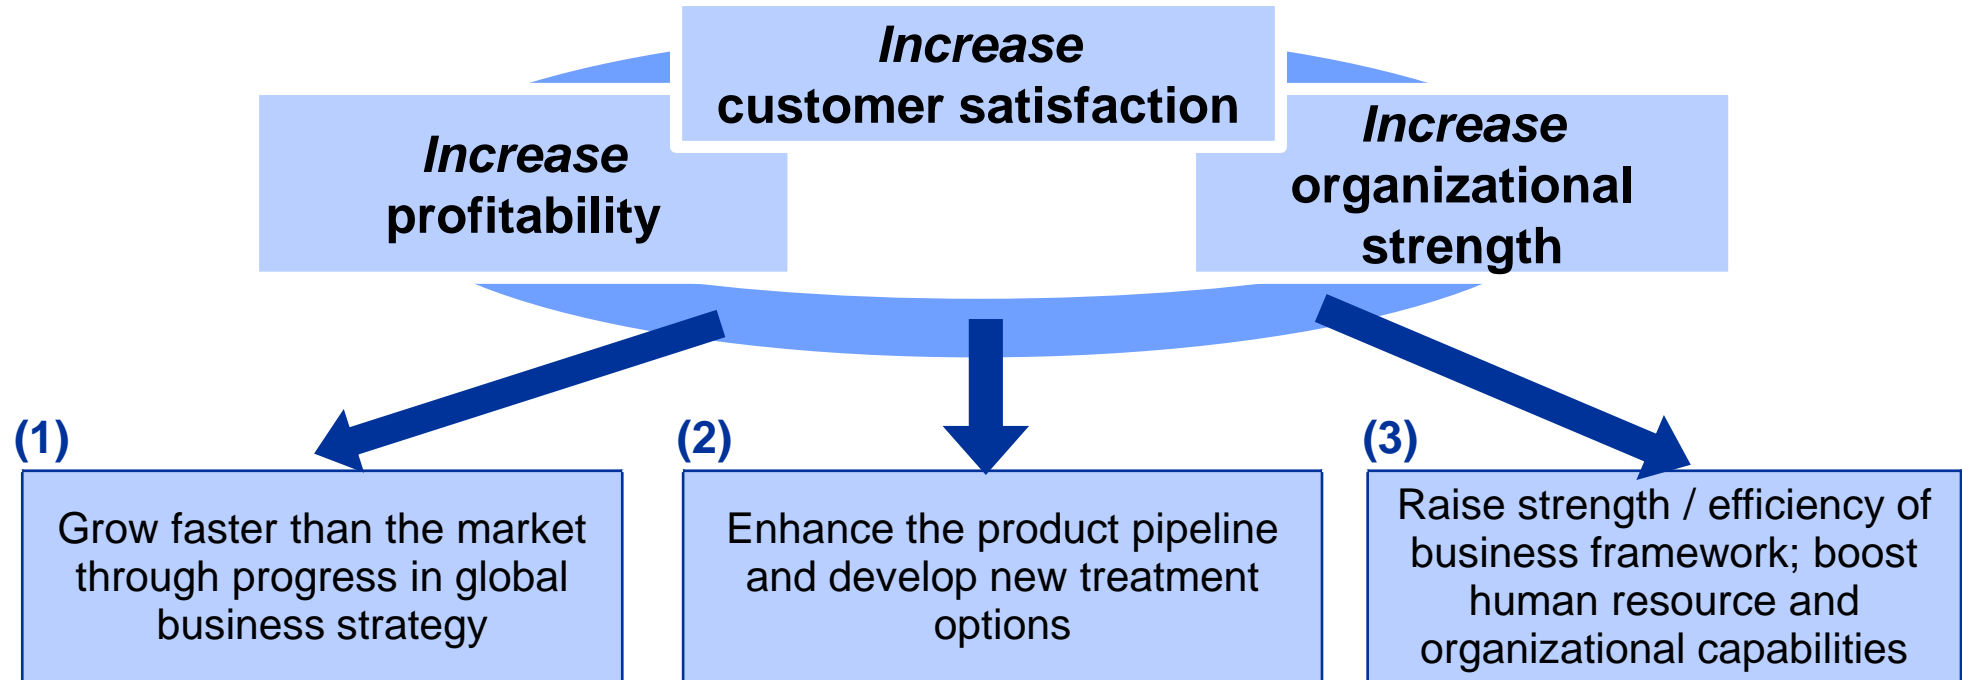 Increase
customer satisfaction
Increase
profitability
Increase
organizational
strength
(1)
Grow faster than the market
through progress in global
business strategy
(2)
Enhance the product pipeline
and develop new treatment
options
(3)
Raise strength / efficiency of
business framework; boost
human resource and
organizational capabilities